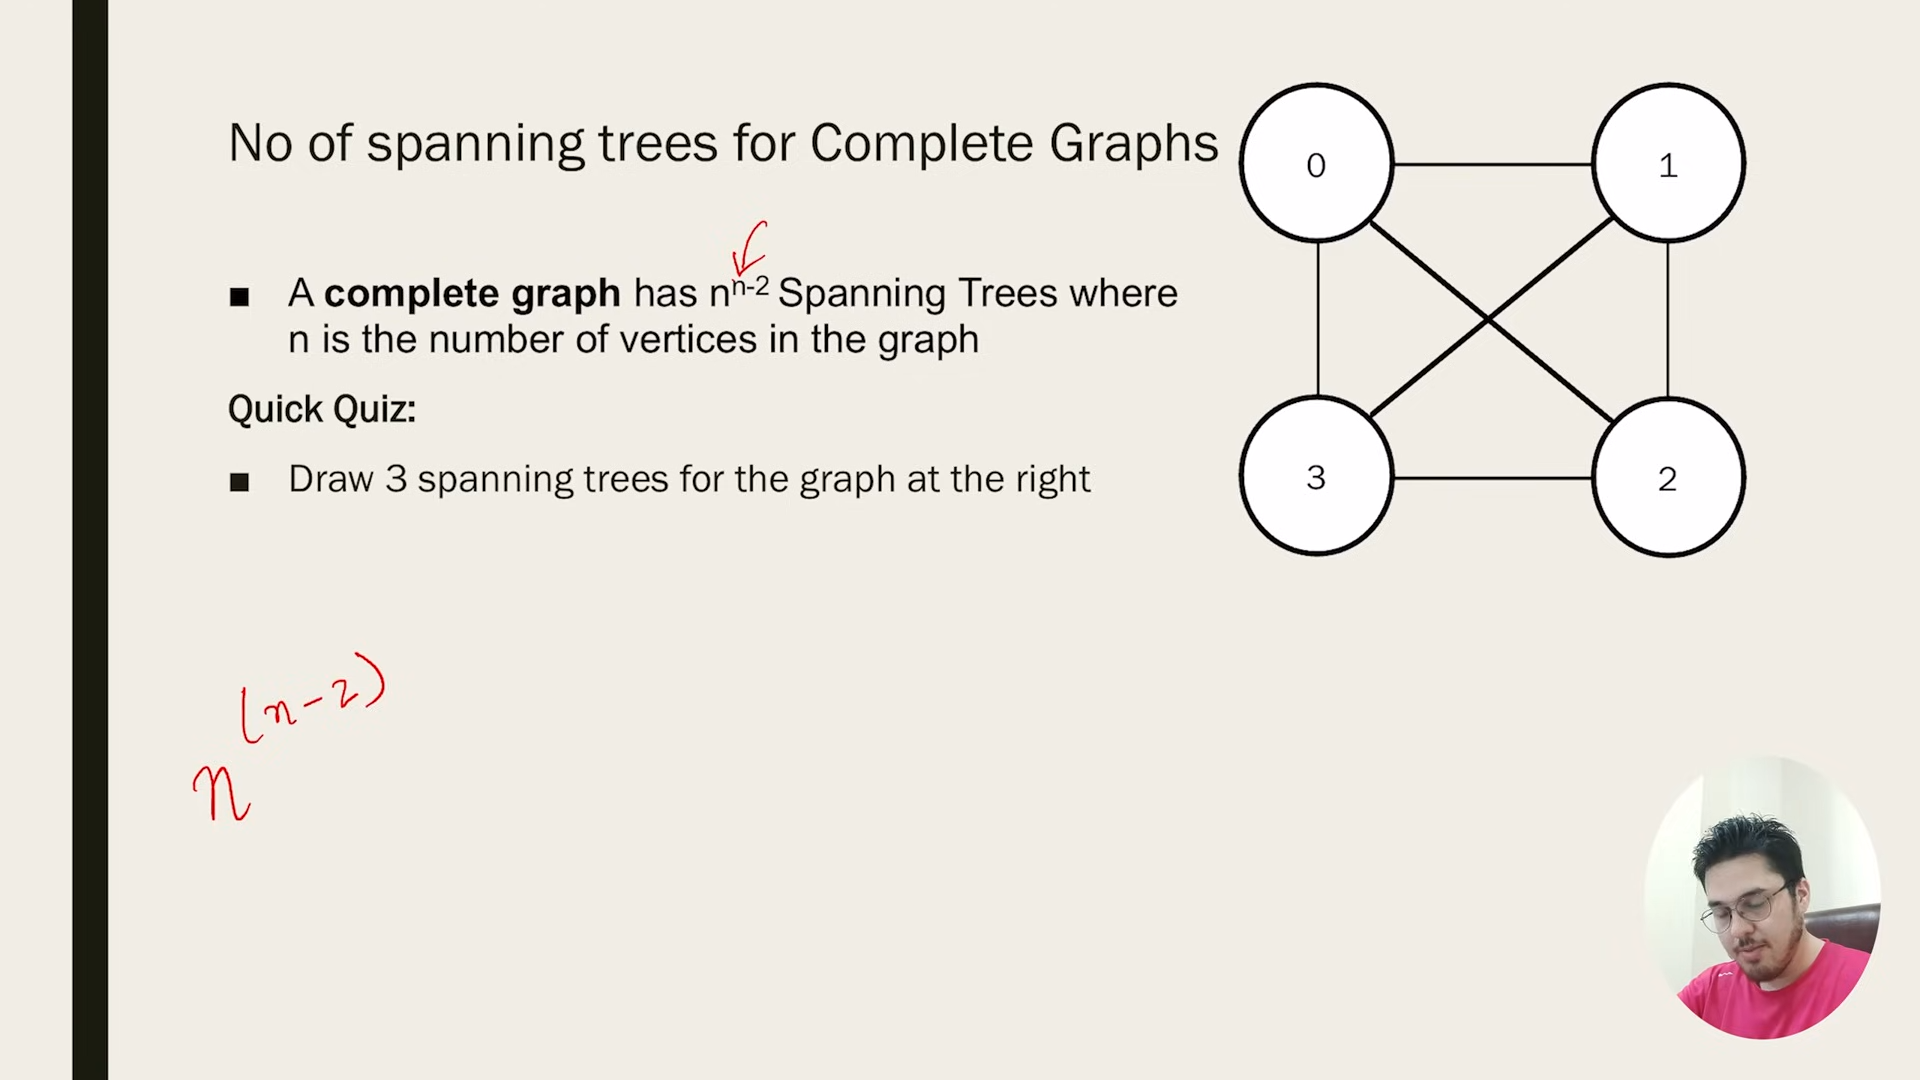 No of spanning trees for Complete Graphs
■ A complete graph has nⁿ⁻² Spanning Trees where
n is the number of vertices in the graph
Quick Quiz:
■ Draw 3 spanning trees for the graph at the right
0
1
3
2
(n-2)
n